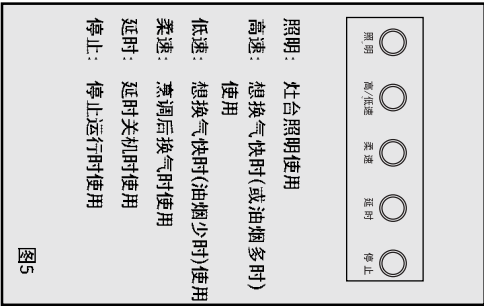 照明
高/低速
柔速
延时
停止
照明： 灶台照明使用
高速： 想换气快时(或油烟多时)
使用
低速： 想换气快时(油烟少时)使用
柔速： 烹调后换气时使用
延时： 延时关机时使用
停止： 停止运行时使用
图5